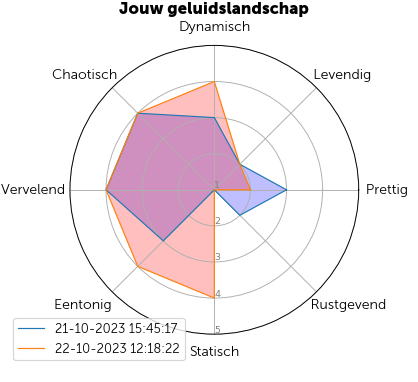 Jouw geluidslandschap
Dynamisch
Chaotisch
Levendig
Vervelend
Prettig
1
2
3
4
5
Eentonig
Rustgevend
Statisch
21-10-2023 15:45:17
22-10-2023 12:18:22